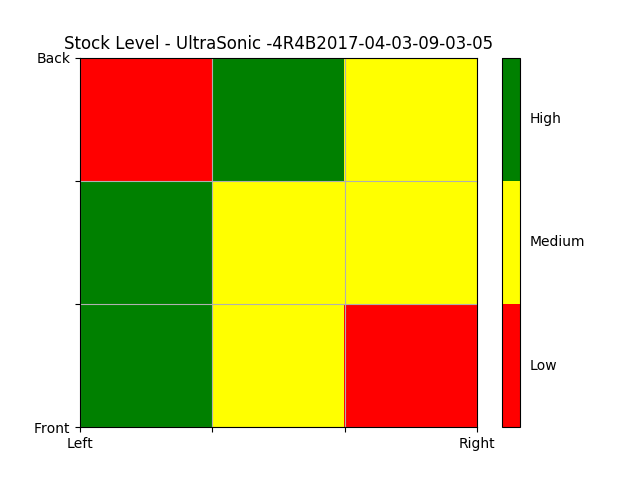 Stock Level - UltraSonic -4R4B2017-04-03-09-03-05
Back
High
Medium
Low
Front
Left
Right